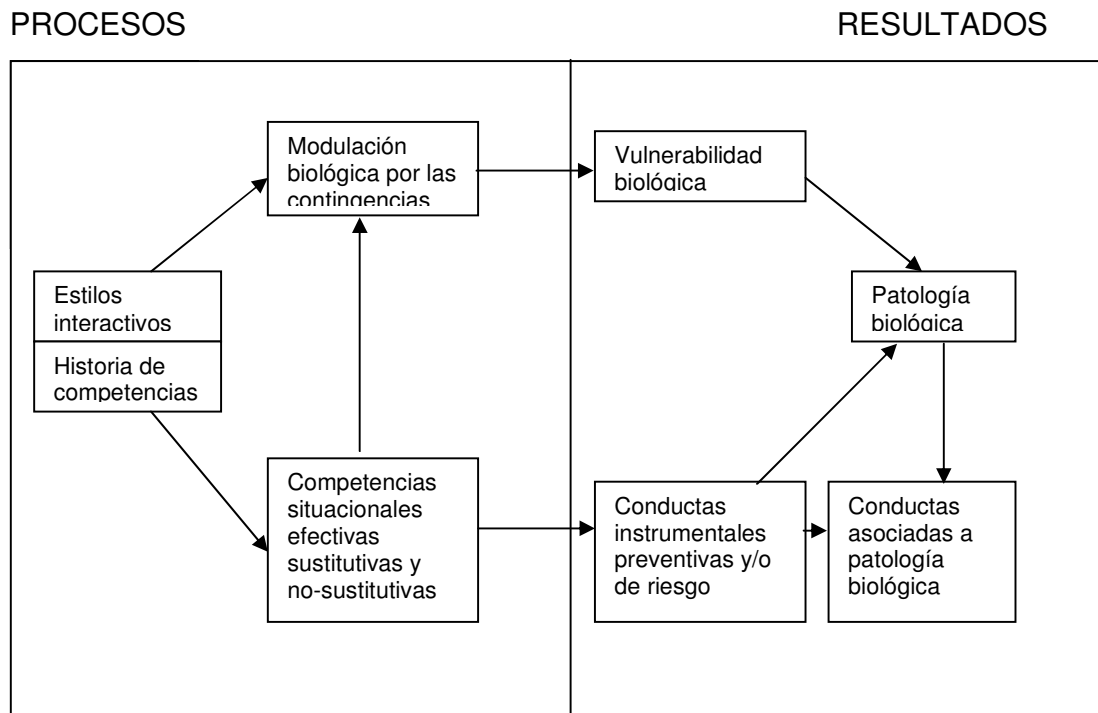 PROCESOS
RESULTADOS
Modulación
biológica por las
contingencias
Vulnerabilidad
biológica
Estilos
interactivos
Historia de
competencias
Patología
biológica
Competencias
situacionales
efectivas
sustitutivas y
no-sustitutivas
Conductas
instrumentales
preventivas y/o
de riesgo
Conductas
asociadas a
patología
biológica